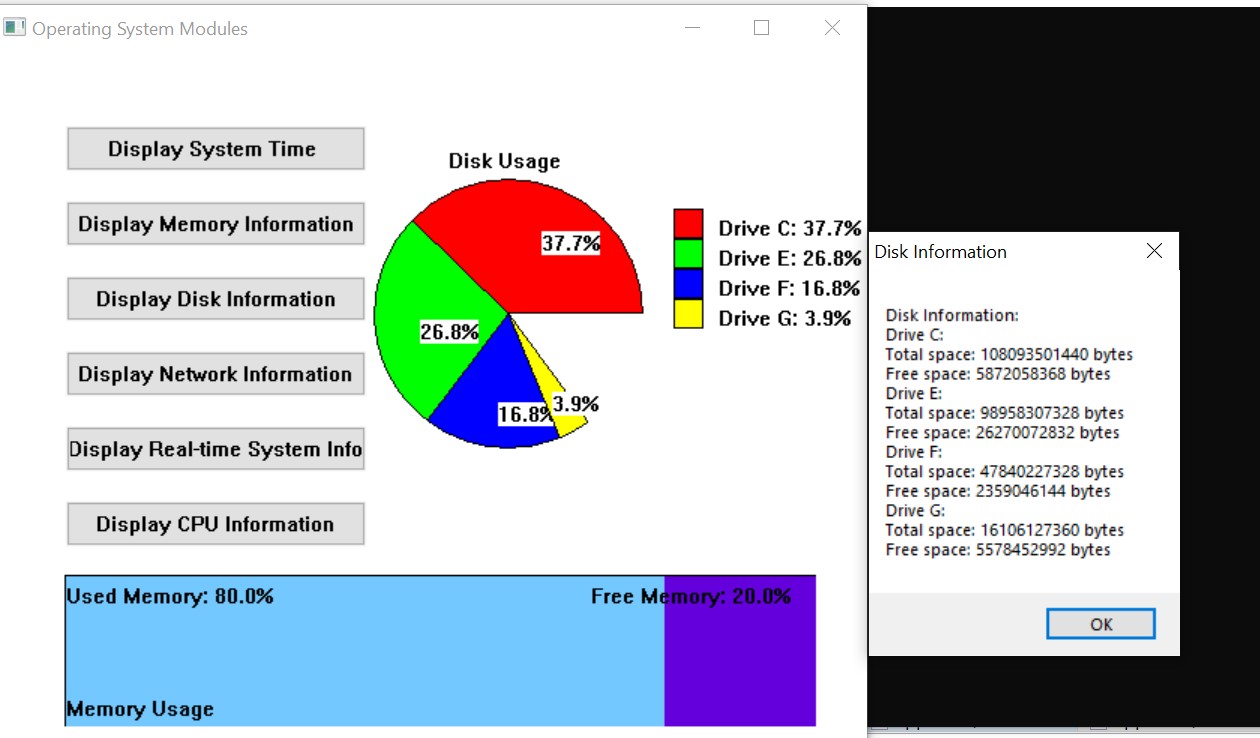 Operating System Modules
Display System Time
Display Memory Information
Display Disk Information
Display Network Information
Display Real-time System Info
Display CPU Information
Disk Usage
37.7%
26.8%
16.8%
3.9%
Drive C: 37.7%
Drive E: 26.8%
Drive F: 16.8%
Drive G: 3.9%
Used Memory: 80.0%
Free Memory: 20.0%
Memory Usage
Disk Information
Disk Information:
Drive C:
Total space: 108093501440 bytes
Free space: 5872058368 bytes
Drive E:
Total space: 98958307328 bytes
Free space: 26270072832 bytes
Drive F:
Total space: 47840227328 bytes
Free space: 2359046144 bytes
Drive G:
Total space: 16106127360 bytes
Free space: 5578452992 bytes
OK